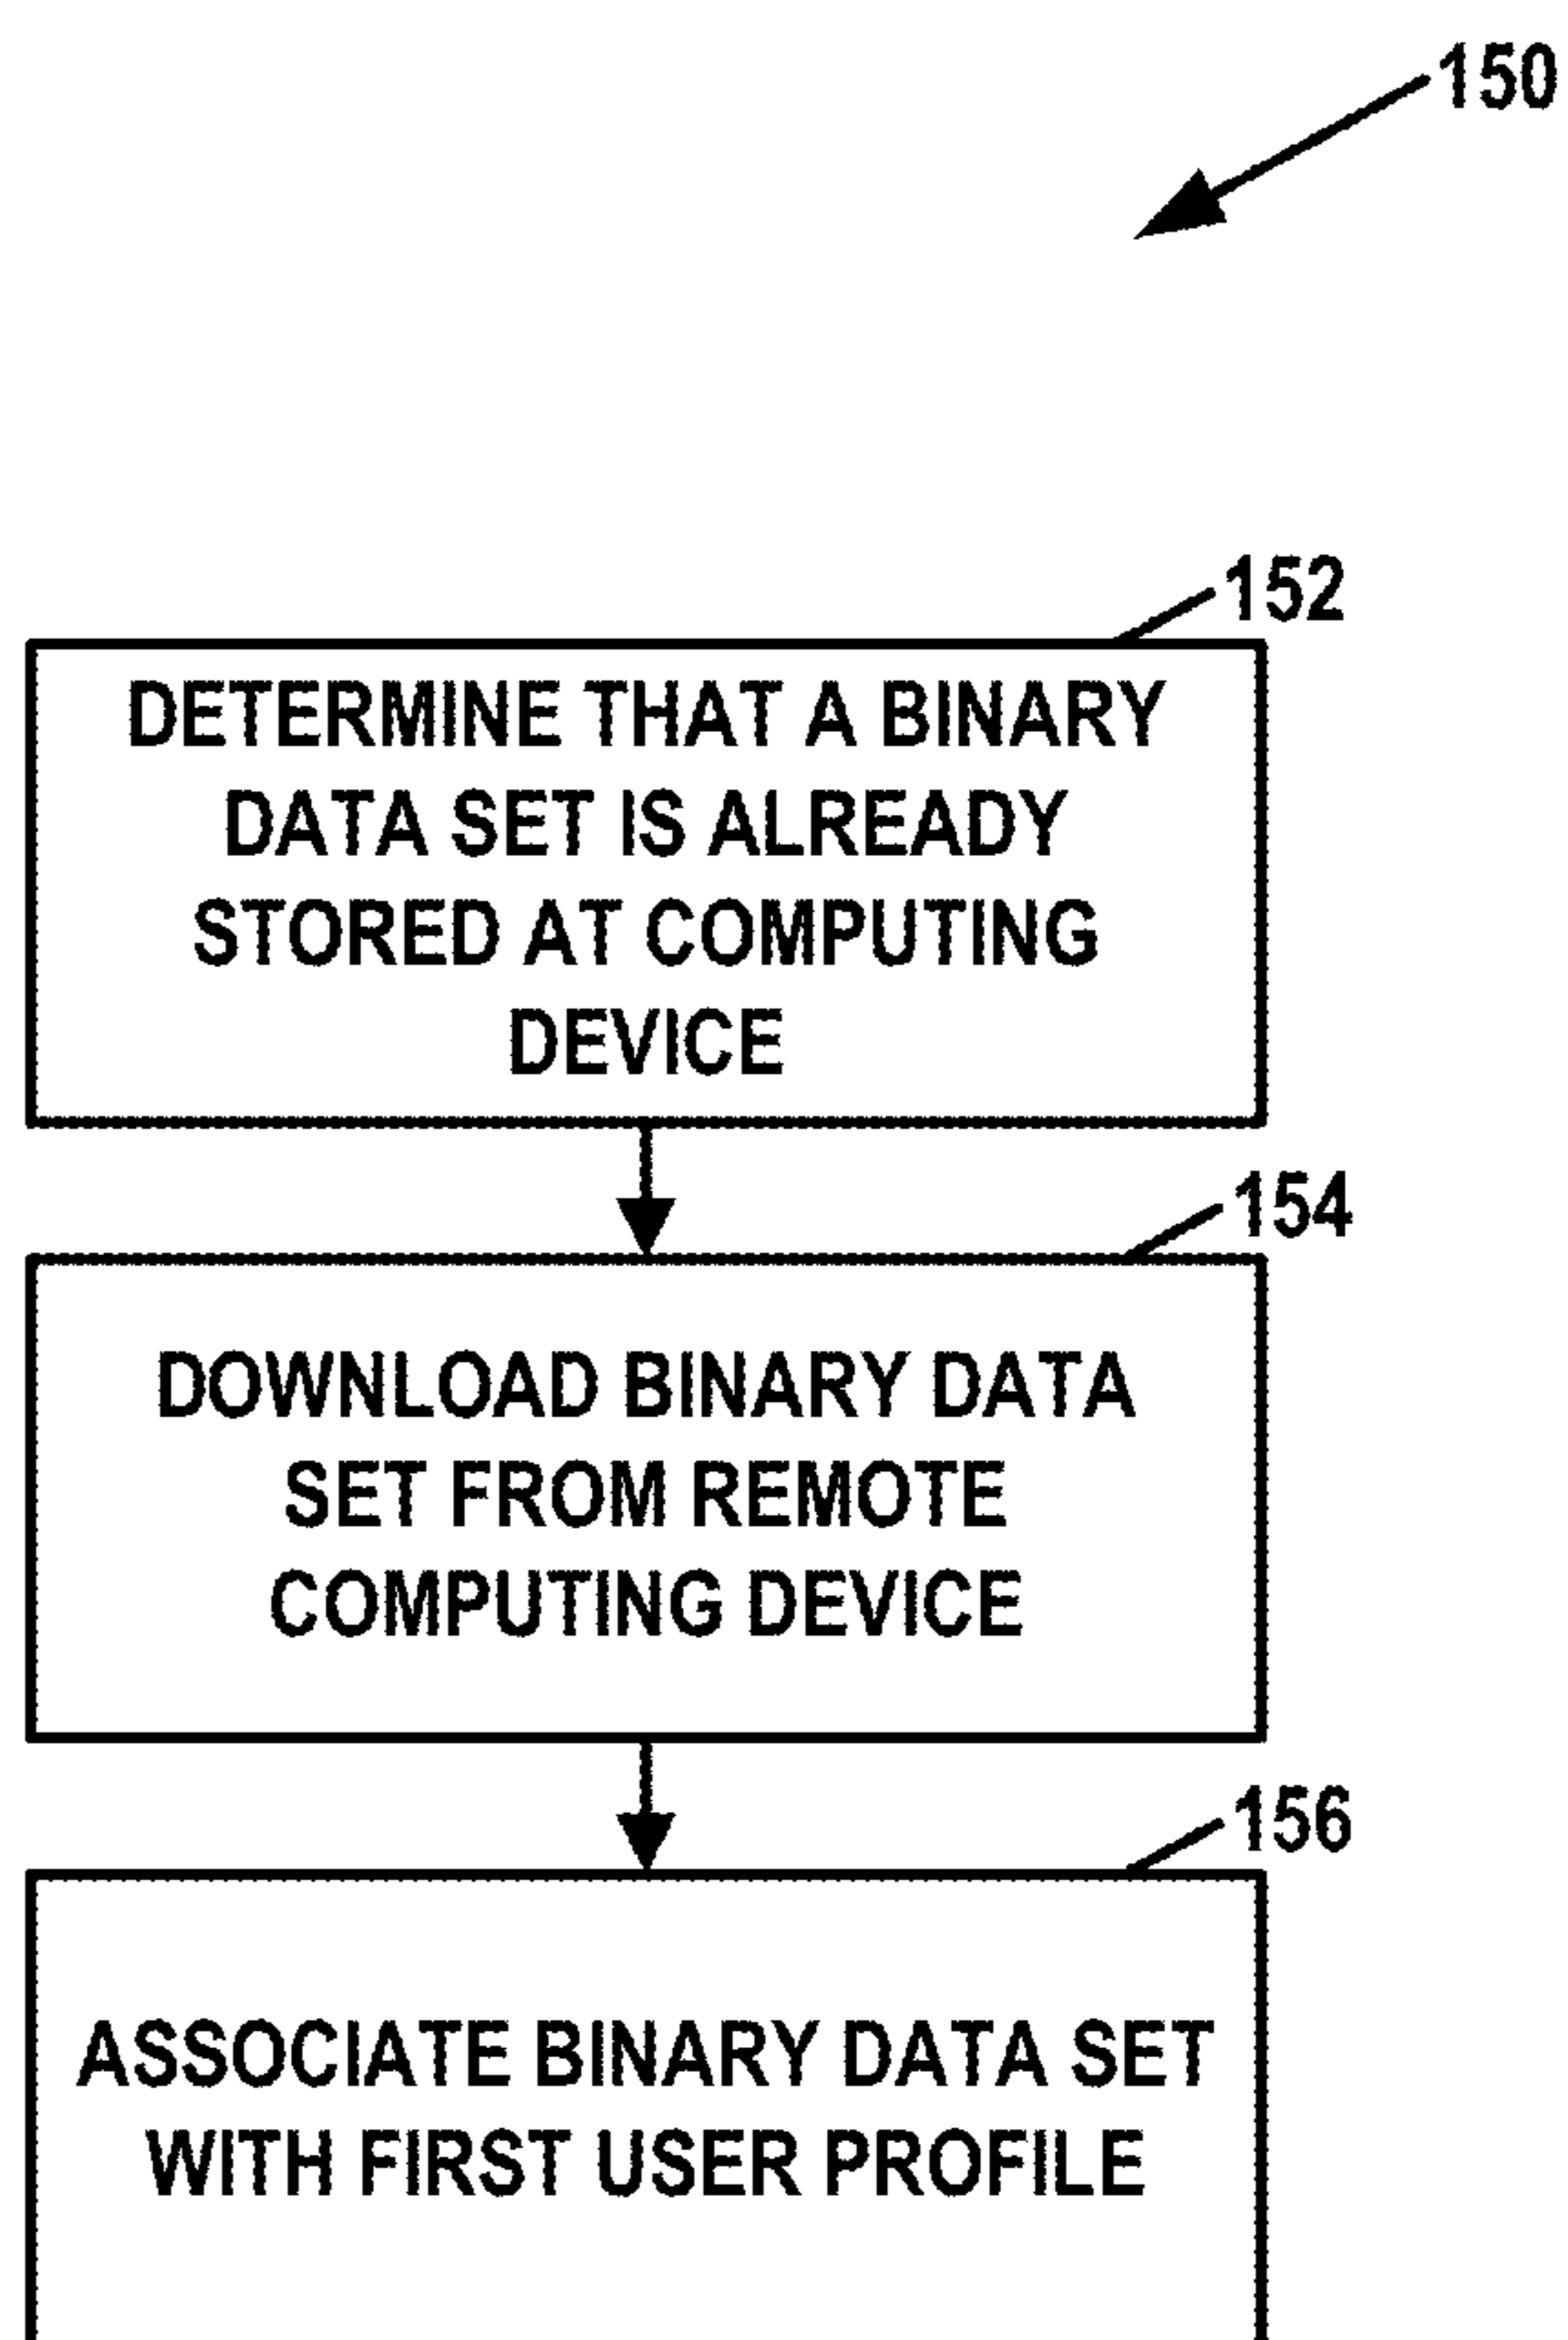 150
152
DETERMINE THAT A BINARY
DATA SET IS ALREADY
STORED AT COMPUTING
DEVICE
154
DOWNLOAD BINARY DATA
SET FROM REMOTE
COMPUTING DEVICE
156
ASSOCIATE BINARY DATA SET
WITH FIRST USER PROFILE